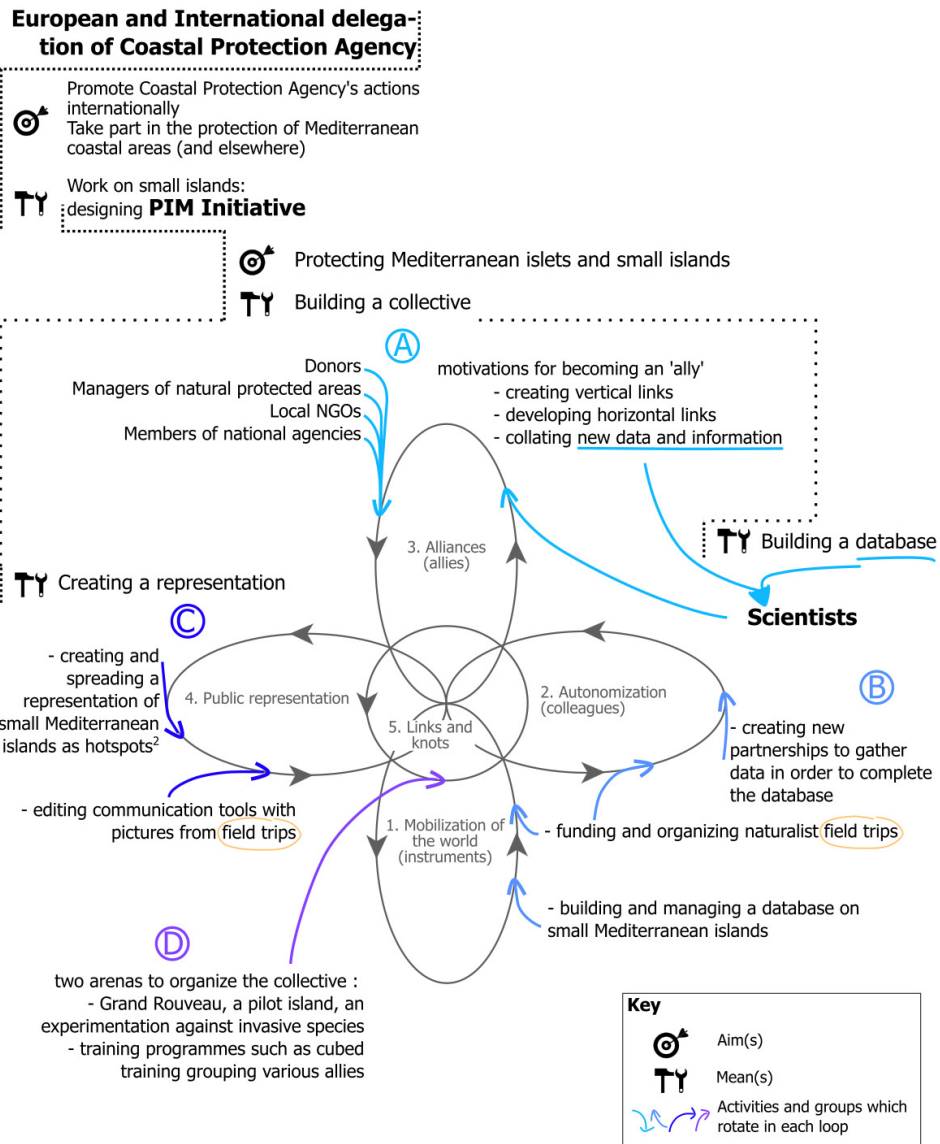 European and International delega-
tion of Coastal Protection Agency
Promote Coastal Protection Agency's actions
internationally
Take part in the protection of Mediterranean
coastal areas (and elsewhere)
Work on small islands:
designing PIM Initiative
Protecting Mediterranean islets and small islands
Building a collective
A
Donors
Managers of natural protected areas
Local NGOs
Members of national agencies
motivations for becoming an 'ally'
- creating vertical links
- developing horizontal links
- collating new data and information
3. Alliances
(allies)
Building a database
Creating a representation
Scientists
C
- creating and
spreading a
representation of
small Mediterranean
islands as hotspots²
4. Public representation
2. Autonomization
(colleagues)
5. Links and
knots
B
- creating new
partnerships to gather
data in order to complete
the database
- editing communication tools with
pictures from field trips
1. Mobilization of
the world
(instruments)
- funding and organizing naturalist field trips
- building and managing a database on
small Mediterranean islands
D
two arenas to organize the collective :
- Grand Rouveau, a pilot island, an
experimentation against invasive species
- training programmes such as cubed
training grouping various allies
Key
Aim(s)
Mean(s)
Activities and groups which
rotate in each loop